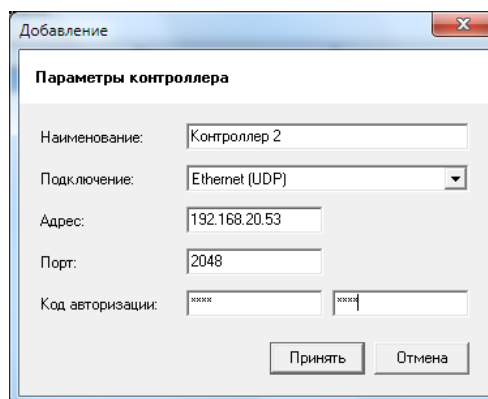 Добавление
Параметры контроллера
Наименование: Контроллер 2
Подключение: Ethernet (UDP)
Адрес: 192.168.20.53
Порт: 2048
Код авторизации: **** ****
Принять Отмена